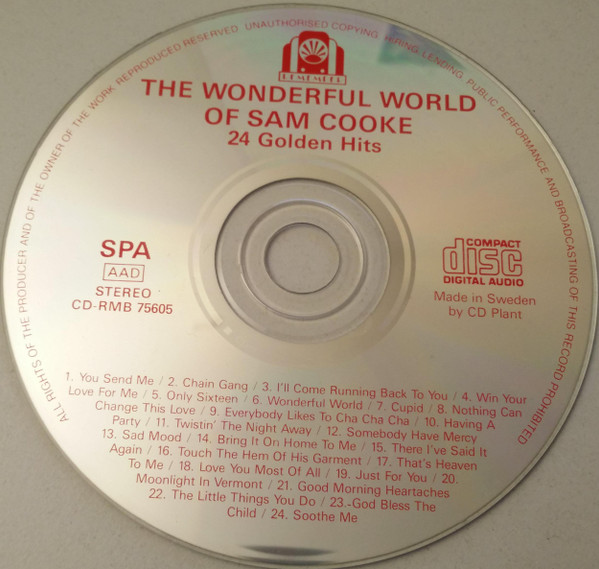 ALL RIGHTS OF THE PRODUCER AND OF THE OWNER OF THE WORK REPRODUCED RESERVED. UNAUTHORISED COPYING, HIRING, LENDING, PUBLIC PERFORMANCE AND BROADCASTING OF THIS RECORD PROHIBITED
REMEMBER
THE WONDERFUL WORLD
OF SAM COOKE
24 Golden Hits
SPA
AAD
STEREO
CD-RMB 75605
COMPACT
disc
DIGITAL AUDIO
Made in Sweden
by CD Plant
1. You Send Me / 2. Chain Gang / 3. I'll Come Running Back To You / 4. Win Your
Love For Me / 5. Only Sixteen / 6. Wonderful World / 7. Cupid / 8. Nothing Can
Change This Love / 9. Everybody Likes To Cha Cha Cha / 10. Having A
Party / 11. Twistin' The Night Away / 12. Somebody Have Mercy
13. Sad Mood / 14. Bring It On Home To Me / 15. There I've Said It
Again / 16. Touch The Hem Of His Garment / 17. That's Heaven
To Me / 18. Love You Most Of All / 19. Just For You / 20.
Moonlight In Vermont / 21. Good Morning Heartaches
22. The Little Things You Do / 23. God Bless The
Child / 24. Soothe Me